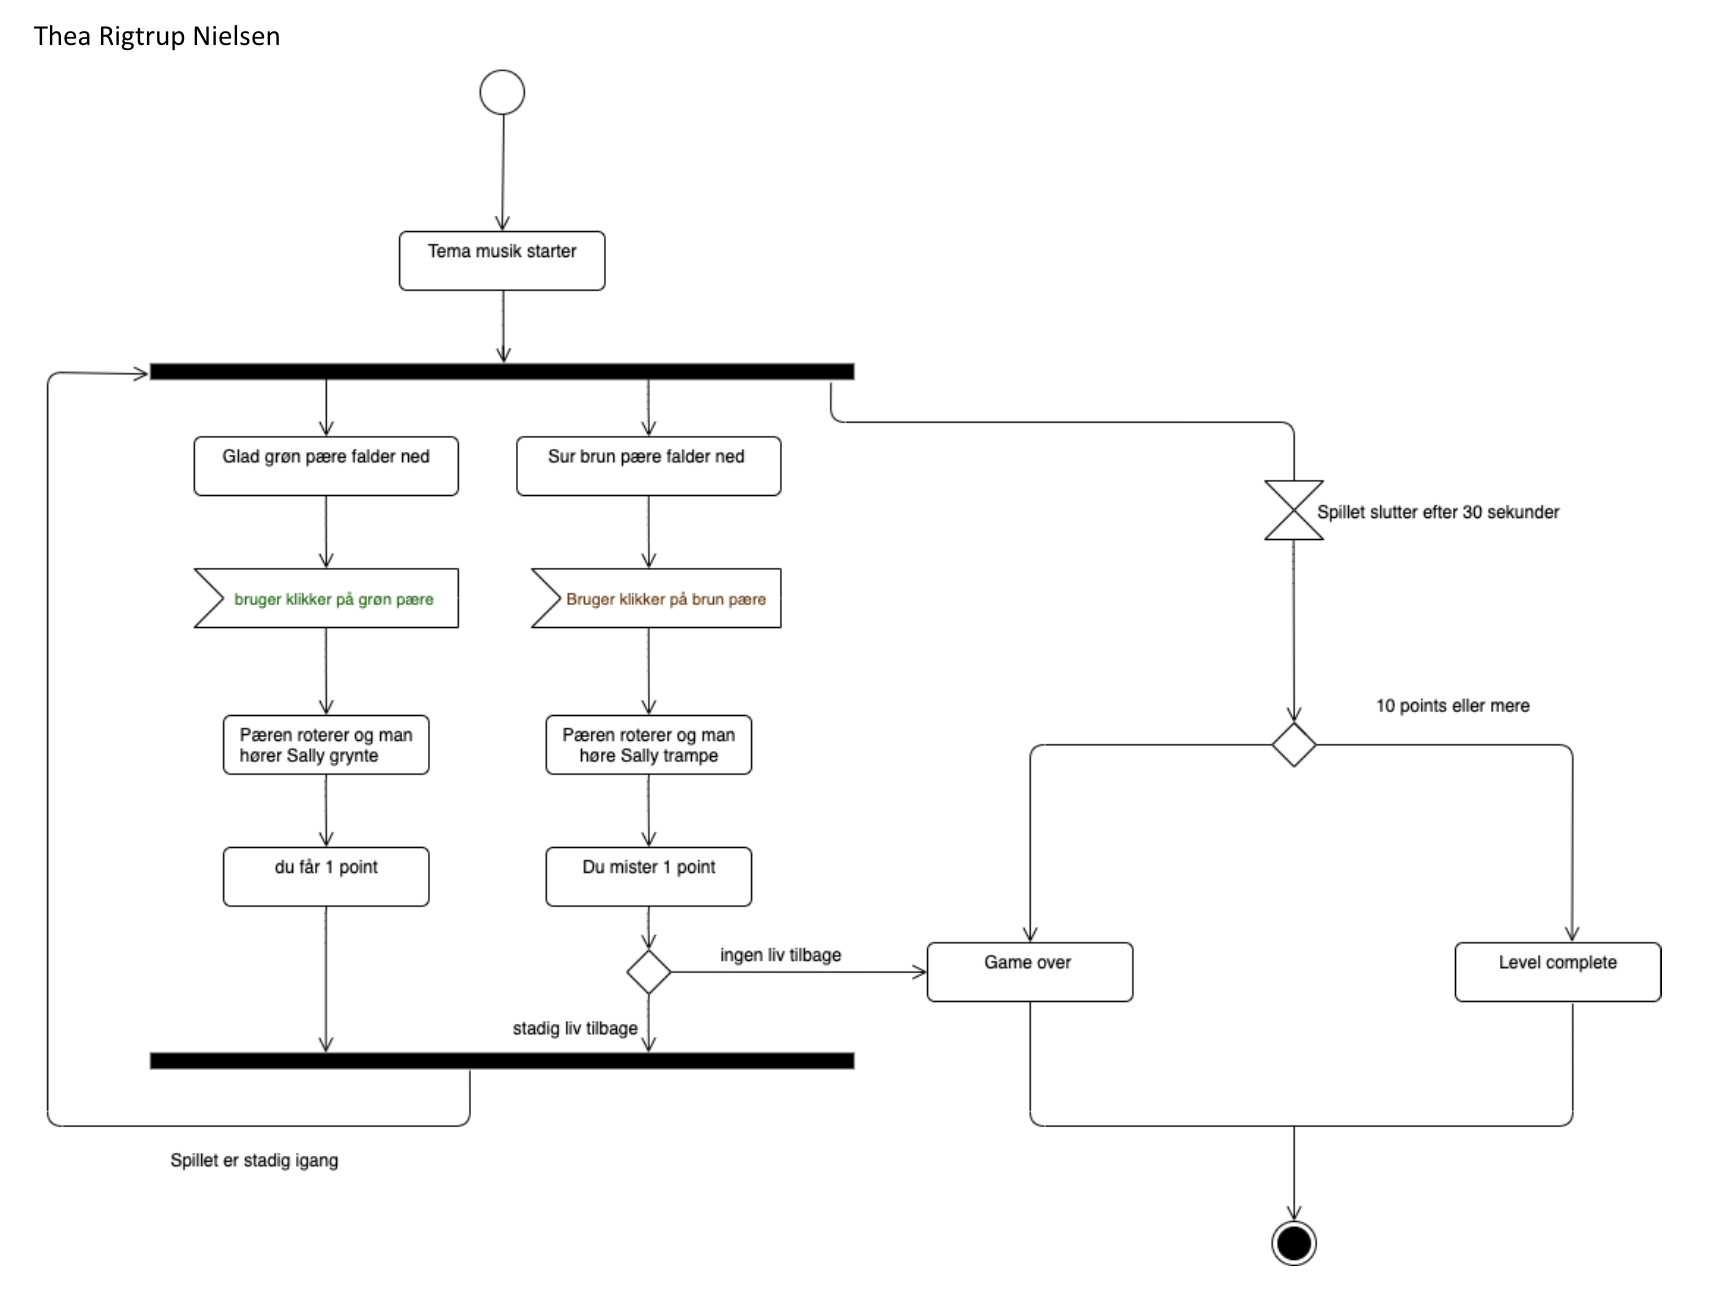 Thea Rigtrup Nielsen
Tema musik starter
Glad grøn pære falder ned
Sur brun pære falder ned
Spillet slutter efter 30 sekunder
bruger klikker på grøn pære
Bruger klikker på brun pære
10 points eller mere
Pæren roterer og man
hører Sally grynte
Pæren roterer og man
høre Sally trampe
du får 1 point
Du mister 1 point
ingen liv tilbage
Game over
Level complete
stadig liv tilbage
Spillet er stadig igang